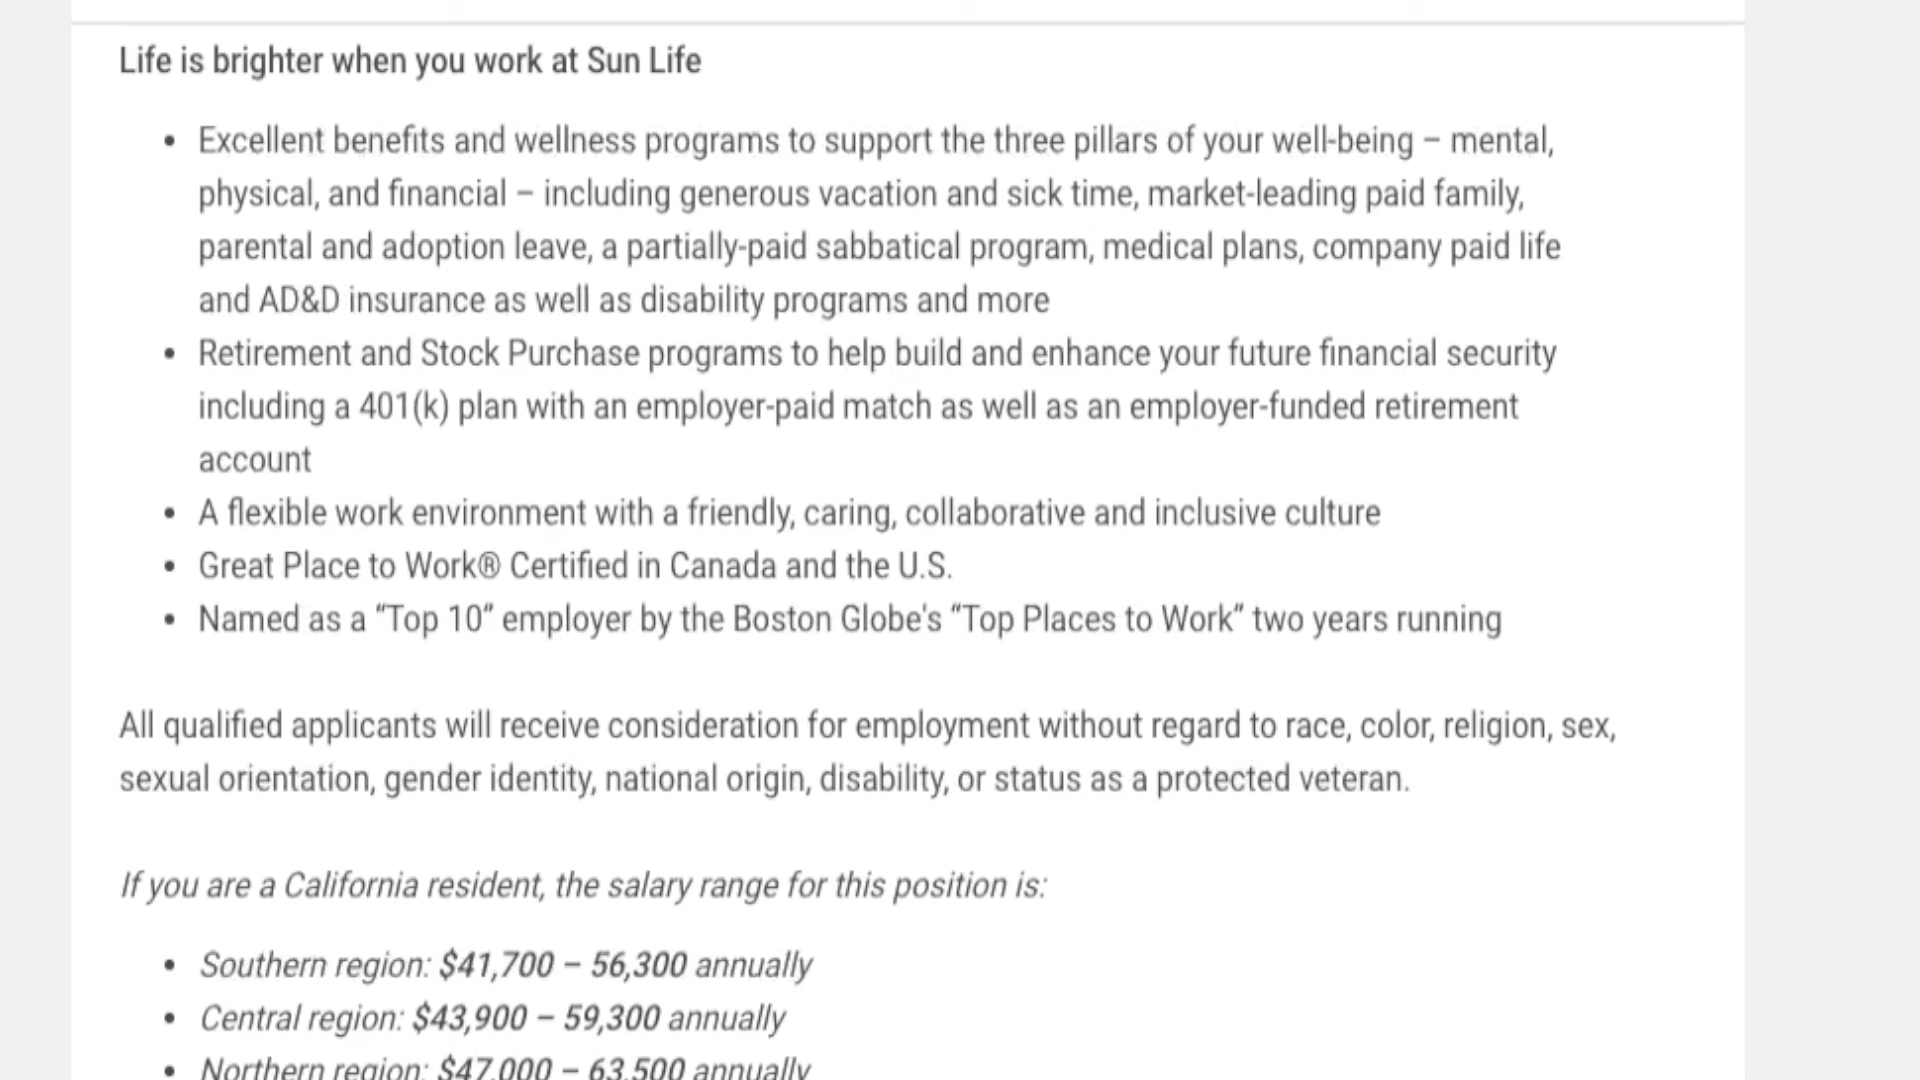 Life is brighter when you work at Sun Life
• Excellent benefits and wellness programs to support the three pillars of your well-being – mental,
physical, and financial – including generous vacation and sick time, market-leading paid family,
parental and adoption leave, a partially-paid sabbatical program, medical plans, company paid life
and AD&D insurance as well as disability programs and more
• Retirement and Stock Purchase programs to help build and enhance your future financial security
including a 401(k) plan with an employer-paid match as well as an employer-funded retirement
account
• A flexible work environment with a friendly, caring, collaborative and inclusive culture
• Great Place to Work® Certified in Canada and the U.S.
• Named as a “Top 10” employer by the Boston Globe's “Top Places to Work” two years running
All qualified applicants will receive consideration for employment without regard to race, color, religion, sex,
sexual orientation, gender identity, national origin, disability, or status as a protected veteran.
If you are a California resident, the salary range for this position is:
• Southern region: $41,700 – 56,300 annually
• Central region: $43,900 – 59,300 annually
• Northern region: $47,000 – 63,500 annually